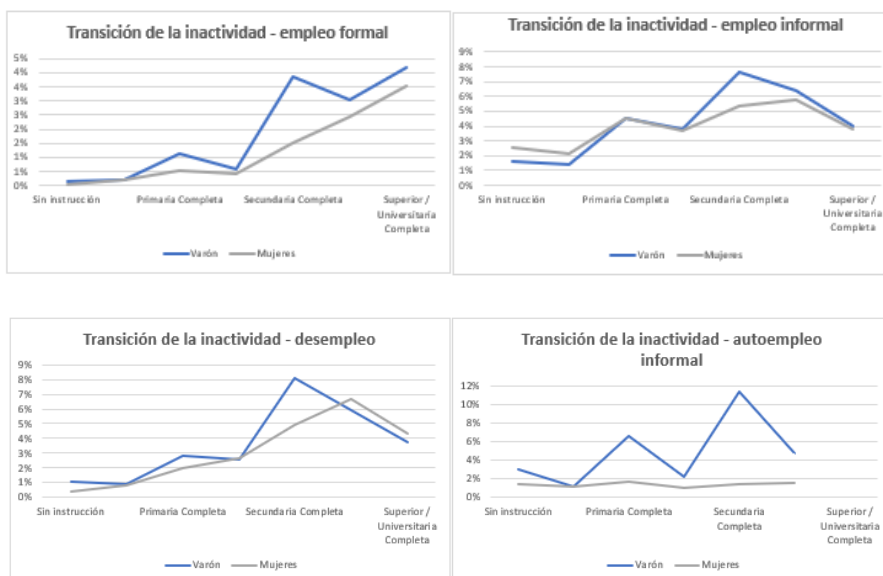 Transición de la inactividad - empleo formal
5%
4%
4%
3%
3%
2%
2%
1%
1%
0%
Sin instrucción Primaria Completa Secundaria Completa Superior /
Universitaria
Completa
Varón Mujeres
Transición de la inactividad - empleo informal
9%
8%
7%
6%
5%
4%
3%
2%
1%
0%
Sin instrucción Primaria Completa Secundaria Completa Superior /
Universitaria
Completa
Varón Mujeres
Transición de la inactividad - desempleo
9%
8%
7%
6%
5%
4%
3%
2%
1%
0%
Sin instrucción Primaria Completa Secundaria Completa Superior /
Universitaria
Completa
Varón Mujeres
Transición de la inactividad - autoempleo
informal
12%
10%
8%
6%
4%
2%
0%
Sin instrucción Primaria Completa Secundaria Superior /
Completa Universitaria
Completa
Varón Mujeres